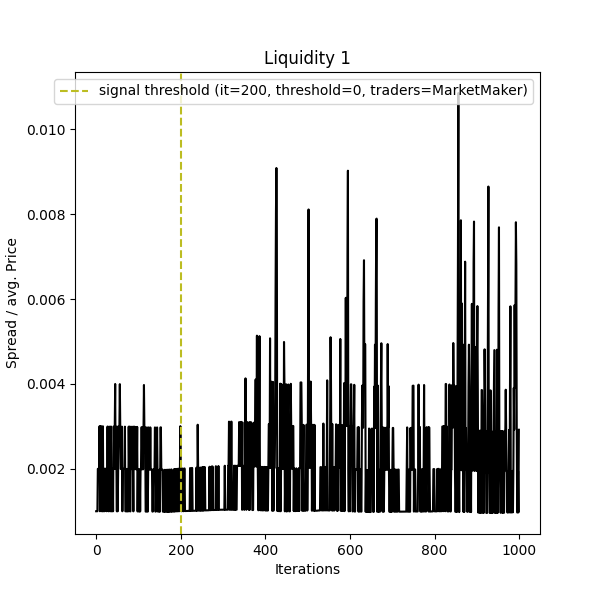 Liquidity 1
signal threshold (it=200, threshold=0, traders=MarketMaker)
Spread / avg. Price
0.010
0.008
0.006
0.004
0.002
0
200
400
600
800
1000
Iterations